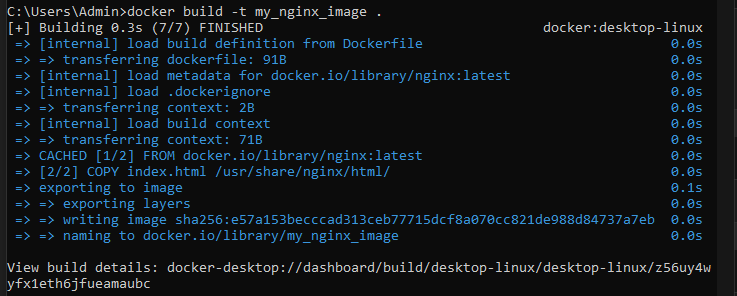 C:\Users\Admin>docker build -t my_nginx_image .
[+] Building 0.3s (7/7) FINISHED docker:desktop-linux
=> [internal] load build definition from Dockerfile 0.0s
=> => transferring dockerfile: 91B 0.0s
=> [internal] load metadata for docker.io/library/nginx:latest 0.0s
=> [internal] load .dockerignore 0.0s
=> => transferring context: 2B 0.0s
=> [internal] load build context 0.0s
=> => transferring context: 71B 0.0s
=> CACHED [1/2] FROM docker.io/library/nginx:latest 0.0s
=> [2/2] COPY index.html /usr/share/nginx/html/ 0.0s
=> exporting to image 0.1s
=> => exporting layers 0.0s
=> => writing image sha256:e57a153becccad313ceb77715dcf8a070cc821de988d84737a7eb 0.0s
=> => naming to docker.io/library/my_nginx_image 0.0s
View build details: docker-desktop://dashboard/build/desktop-linux/desktop-linux/z56uy4w
yfx1eth6jfueamaubc